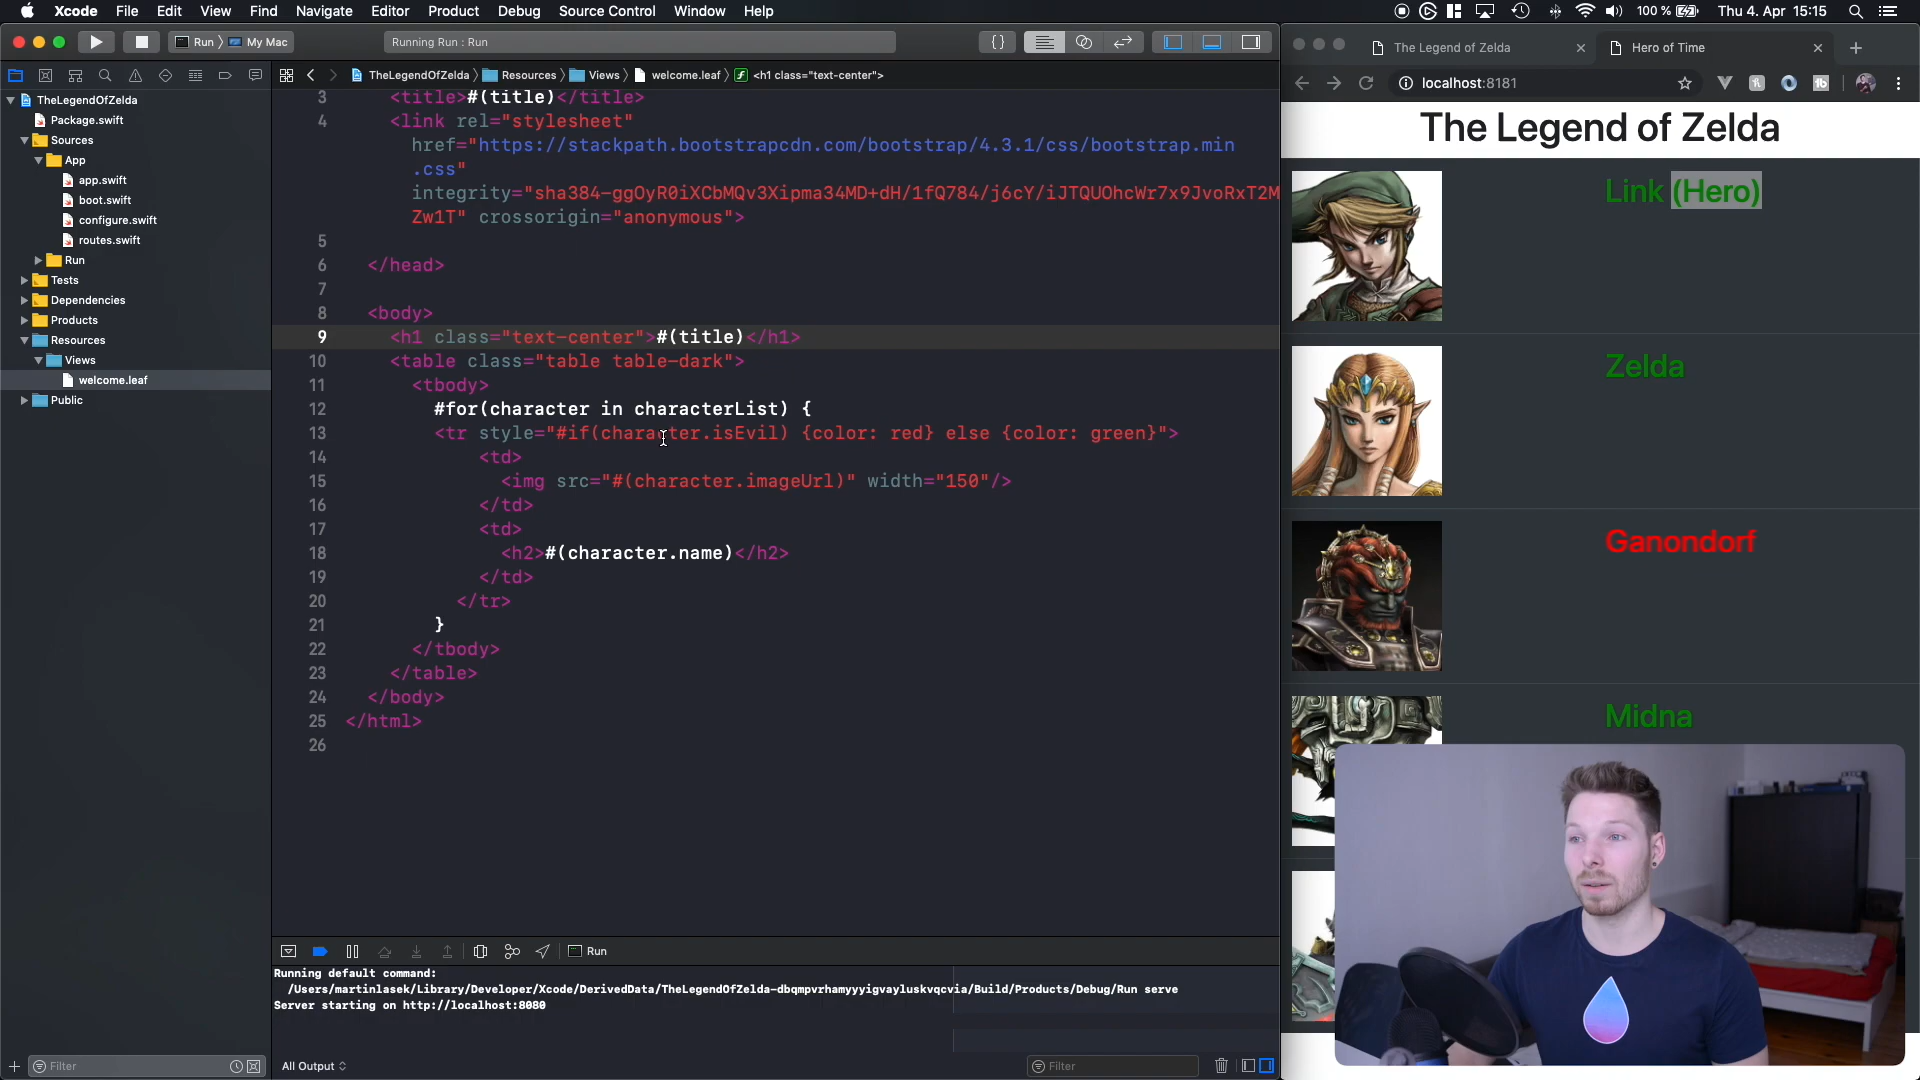 Xcode File Edit View Find Navigate Editor Product Debug Source Control Window Help 100 % Thu 4. Apr 15:15
Run My Mac
Running Run : Run
TheLegendOfZelda Resources Views welcome.leaf <h1 class="text-center">
TheLegendOfZelda
Package.swift
Sources
App
app.swift
boot.swift
configure.swift
routes.swift
Run
Tests
Dependencies
Products
Resources
Views
welcome.leaf
Public
Filter
3 <title>#(title)</title>
4 <link rel="stylesheet"
href="https://stackpath.bootstrapcdn.com/bootstrap/4.3.1/css/bootstrap.min
.css"
integrity="sha384-ggOyR0iXCbMQv3Xipma34MD+dH/1fQ784/j6cY/iJTQUOhcWr7x9JvoRxT2M
Zw1T" crossorigin="anonymous">
5
6 </head>
7
8 <body>
9 <h1 class="text-center">#(title)</h1>
10 <table class="table table-dark">
11 <tbody>
12 #for(character in characterList) {
13 <tr style="#if(character.isEvil) {color: red} else {color: green}">
14 <td>
15 <img src="#(character.imageUrl)" width="150"/>
16 </td>
17 <td>
18 <h2>#(character.name)</h2>
19 </td>
20 </tr>
21 }
22 </tbody>
23 </table>
24 </body>
25 </html>
26
Run
Running default command:
/Users/martinlasek/Library/Developer/Xcode/DerivedData/TheLegendOfZelda-dbqmpvrhamyyyigvayluskvqcvia/Build/Products/Debug/Run serve
Server starting on http://localhost:8080
All Output
Filter
The Legend of Zelda Hero of Time
localhost:8181
The Legend of Zelda
Link (Hero)
Zelda
Ganondorf
Midna